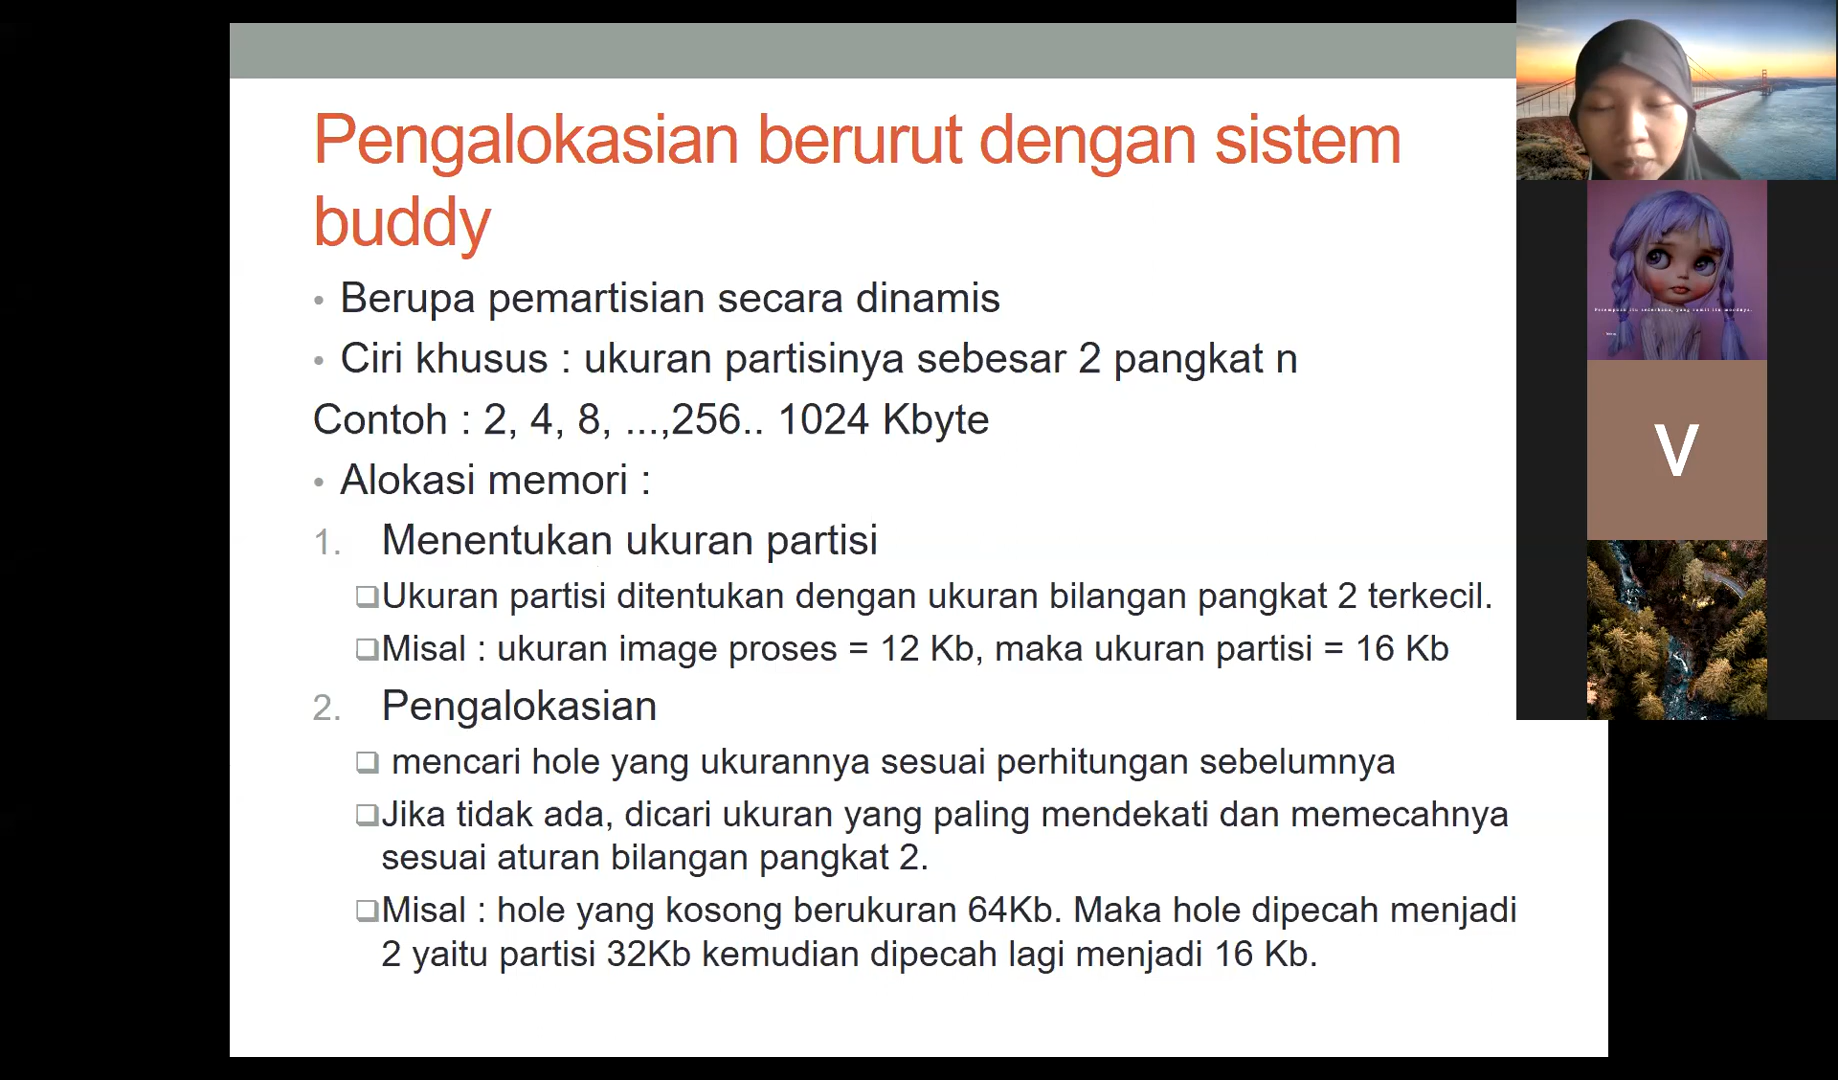 Pengalokasian berurut dengan sistem
buddy
• Berupa pemartisian secara dinamis
• Ciri khusus : ukuran partisinya sebesar 2 pangkat n
Contoh : 2, 4, 8, ...,256.. 1024 Kbyte
• Alokasi memori :
1. Menentukan ukuran partisi
❑Ukuran partisi ditentukan dengan ukuran bilangan pangkat 2 terkecil.
❑Misal : ukuran image proses = 12 Kb, maka ukuran partisi = 16 Kb
2. Pengalokasian
❑ mencari hole yang ukurannya sesuai perhitungan sebelumnya
❑Jika tidak ada, dicari ukuran yang paling mendekati dan memecahnya
sesuai aturan bilangan pangkat 2.
❑Misal : hole yang kosong berukuran 64Kb. Maka hole dipecah menjadi
2 yaitu partisi 32Kb kemudian dipecah lagi menjadi 16 Kb.
V